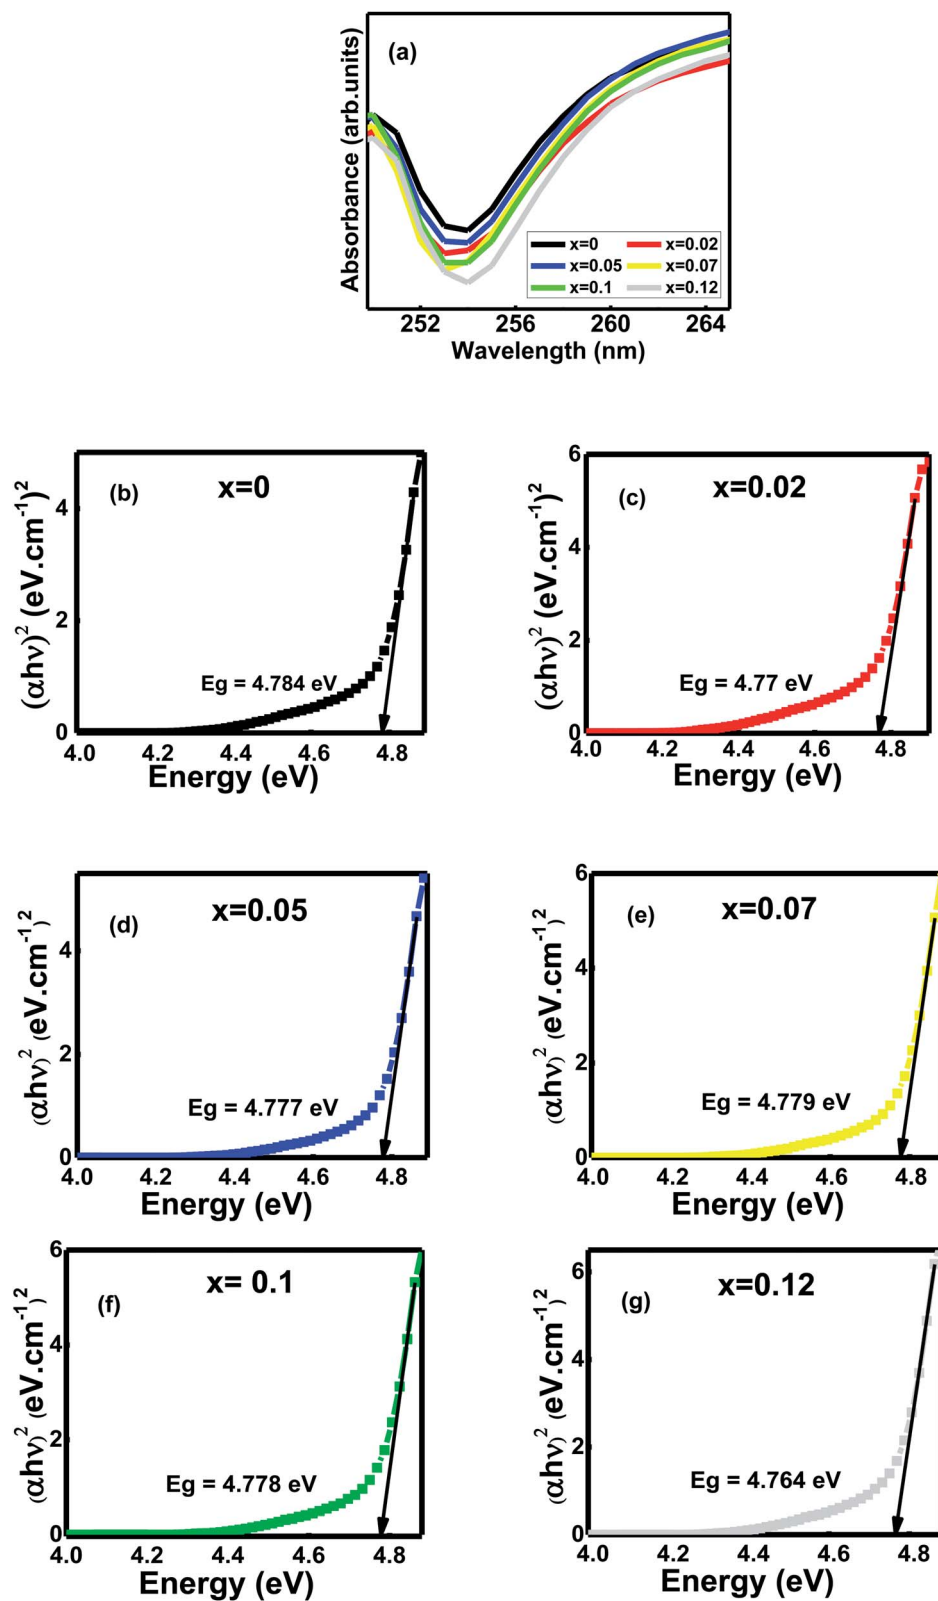 (a)
Absorbance (arb.units)
x=0 x=0.02
x=0.05 x=0.07
x=0.1 x=0.12
252 256 260 264
Wavelength (nm)
(b) x=0
(αhν)² (eV.cm⁻¹)²
4
2
0
Eg = 4.784 eV
4.0 4.2 4.4 4.6 4.8
Energy (eV)
(c) x=0.02
(αhν)² (eV.cm⁻¹)²
6
4
2
0
Eg = 4.77 eV
4.0 4.2 4.4 4.6 4.8
Energy (eV)
(d) x=0.05
(αhν)² (eV.cm⁻¹)²
4
2
0
Eg = 4.777 eV
4.0 4.2 4.4 4.6 4.8
Energy (eV)
(e) x=0.07
(αhν)² (eV.cm⁻¹)²
6
4
2
0
Eg = 4.779 eV
4.0 4.2 4.4 4.6 4.8
Energy (eV)
(f) x= 0.1
(αhν)² (eV.cm⁻¹)²
6
4
2
0
Eg = 4.778 eV
4.0 4.2 4.4 4.6 4.8
Energy (eV)
(g) x=0.12
(αhν)² (eV.cm⁻¹)²
6
4
2
0
Eg = 4.764 eV
4.0 4.2 4.4 4.6 4.8
Energy (eV)